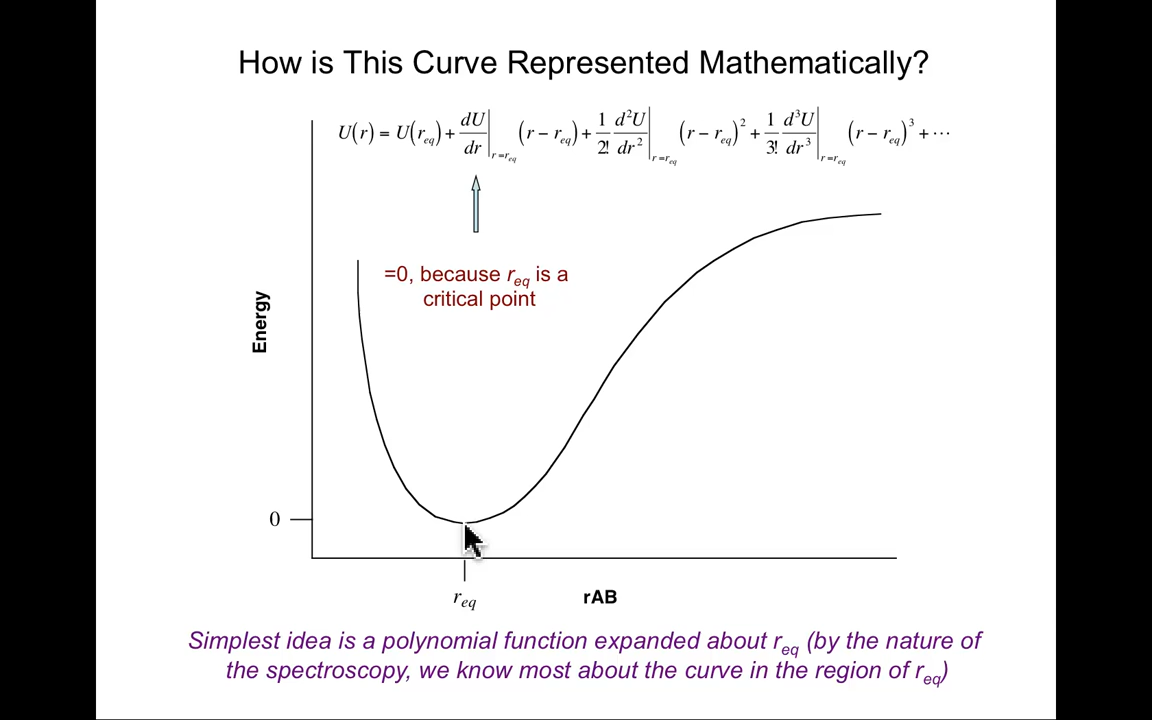 How is This Curve Represented Mathematically?
U(r) = U(r_eq) + dU/dr|_{r=r_eq} (r − r_eq) + 1/2! d²U/dr²|_{r=r_eq} (r − r_eq)² + 1/3! d³U/dr³|_{r=r_eq} (r − r_eq)³ + ⋯
=0, because r_eq is a
critical point
Energy
0
r_eq
rAB
Simplest idea is a polynomial function expanded about r_eq (by the nature of
the spectroscopy, we know most about the curve in the region of r_eq)